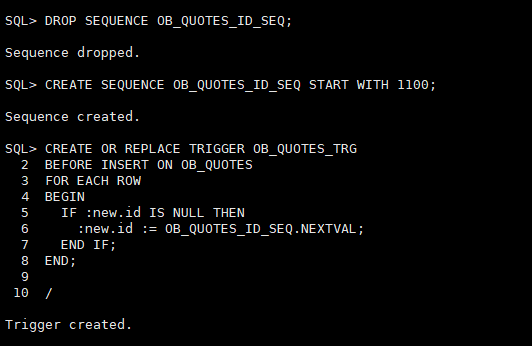 SQL> DROP SEQUENCE OB_QUOTES_ID_SEQ;
Sequence dropped.
SQL> CREATE SEQUENCE OB_QUOTES_ID_SEQ START WITH 1100;
Sequence created.
SQL> CREATE OR REPLACE TRIGGER OB_QUOTES_TRG
  2  BEFORE INSERT ON OB_QUOTES
  3  FOR EACH ROW
  4  BEGIN
  5    IF :new.id IS NULL THEN
  6      :new.id := OB_QUOTES_ID_SEQ.NEXTVAL;
  7    END IF;
  8  END;
  9
 10  /
Trigger created.